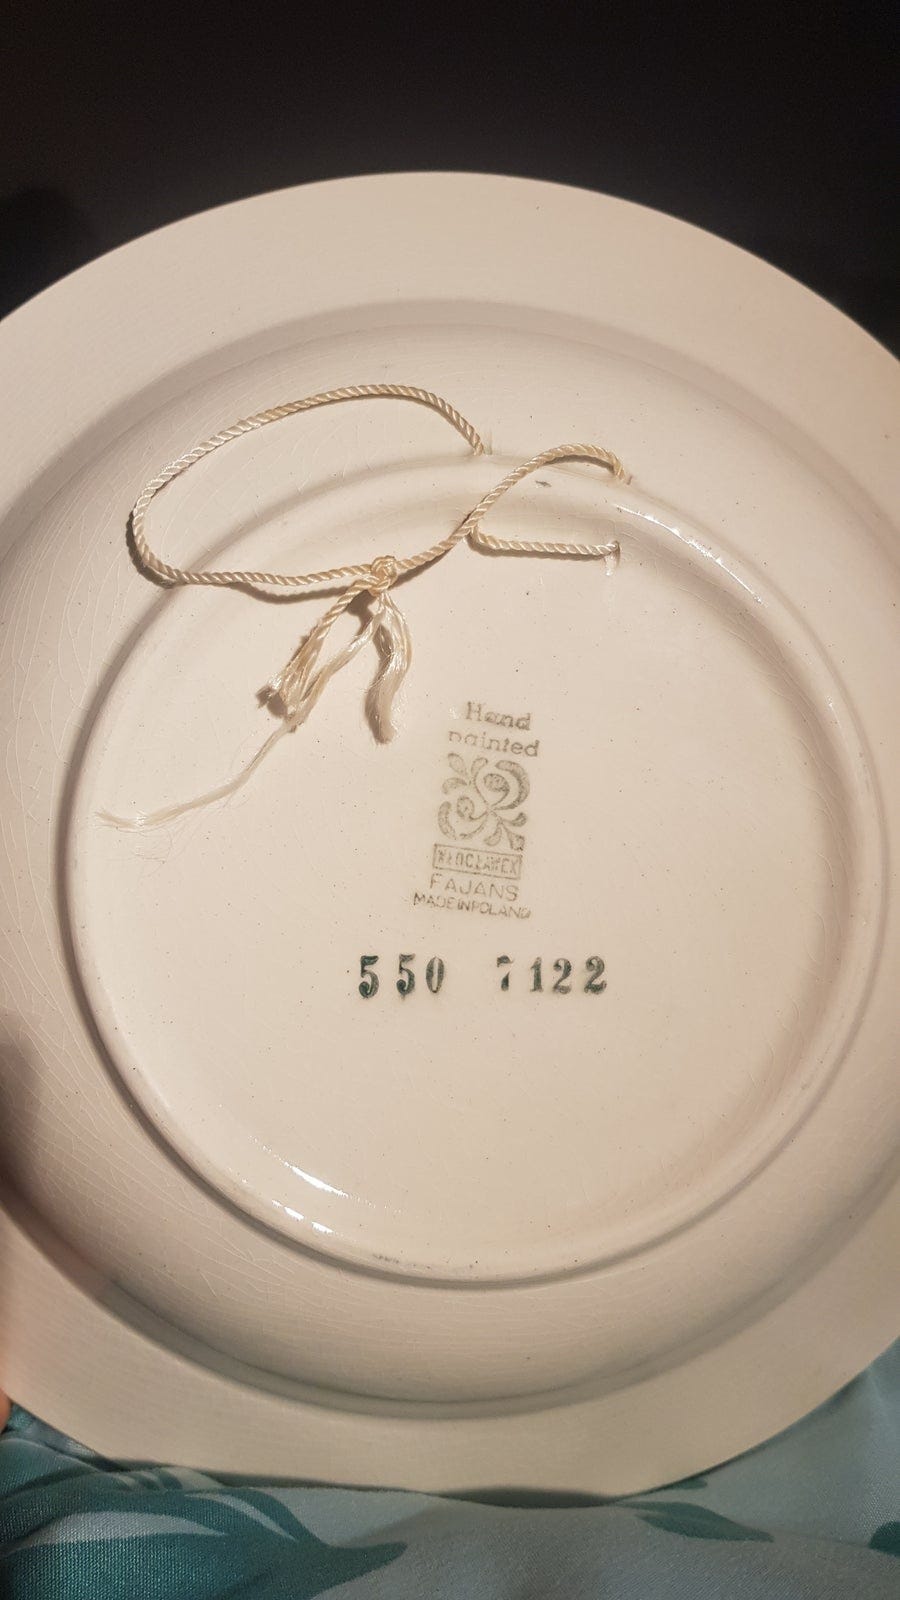 Hand
painted
WŁOCŁAWEK
FAJANS
MADE IN POLAND
550 7122